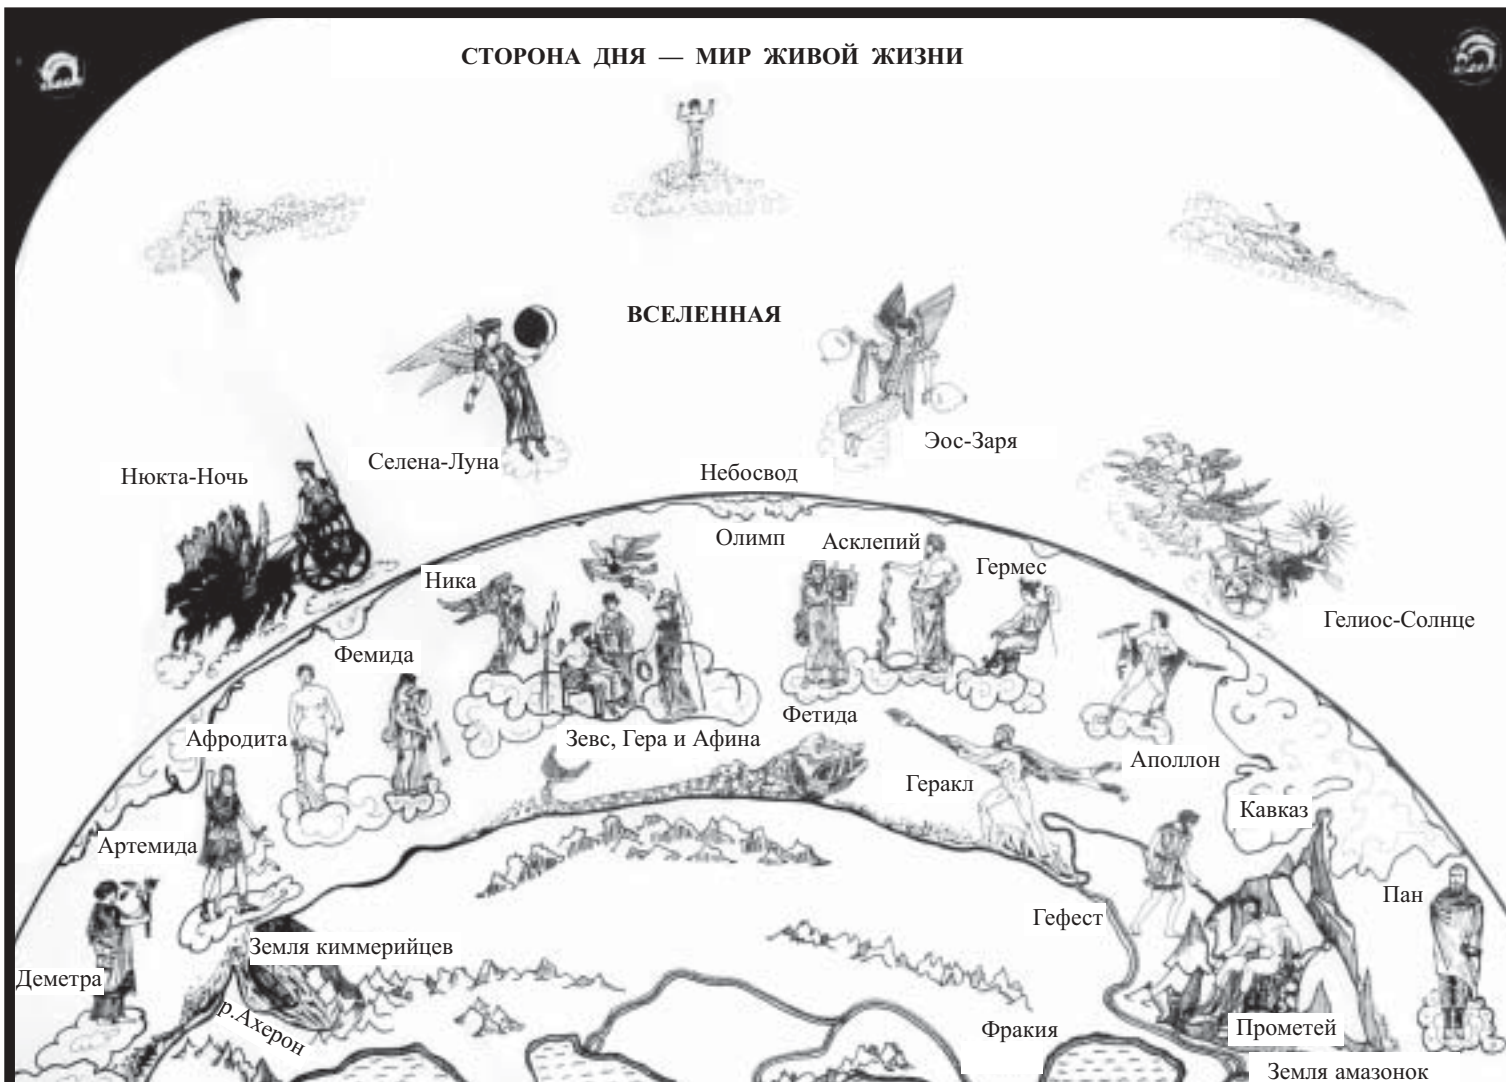 СТОРОНА ДНЯ — МИР ЖИВОЙ ЖИЗНИ
ВСЕЛЕННАЯ
Эос-Заря
Селена-Луна
Нюкта-Ночь
Небосвод
Олимп
Асклепий
Гермес
Ника
Гелиос-Солнце
Фемида
Фетида
Афродита
Зевс, Гера и Афина
Аполлон
Геракл
Кавказ
Артемида
Пан
Гефест
Земля киммерийцев
Деметра
р.Ахерон
Фракия
Прометей
Земля амазонок